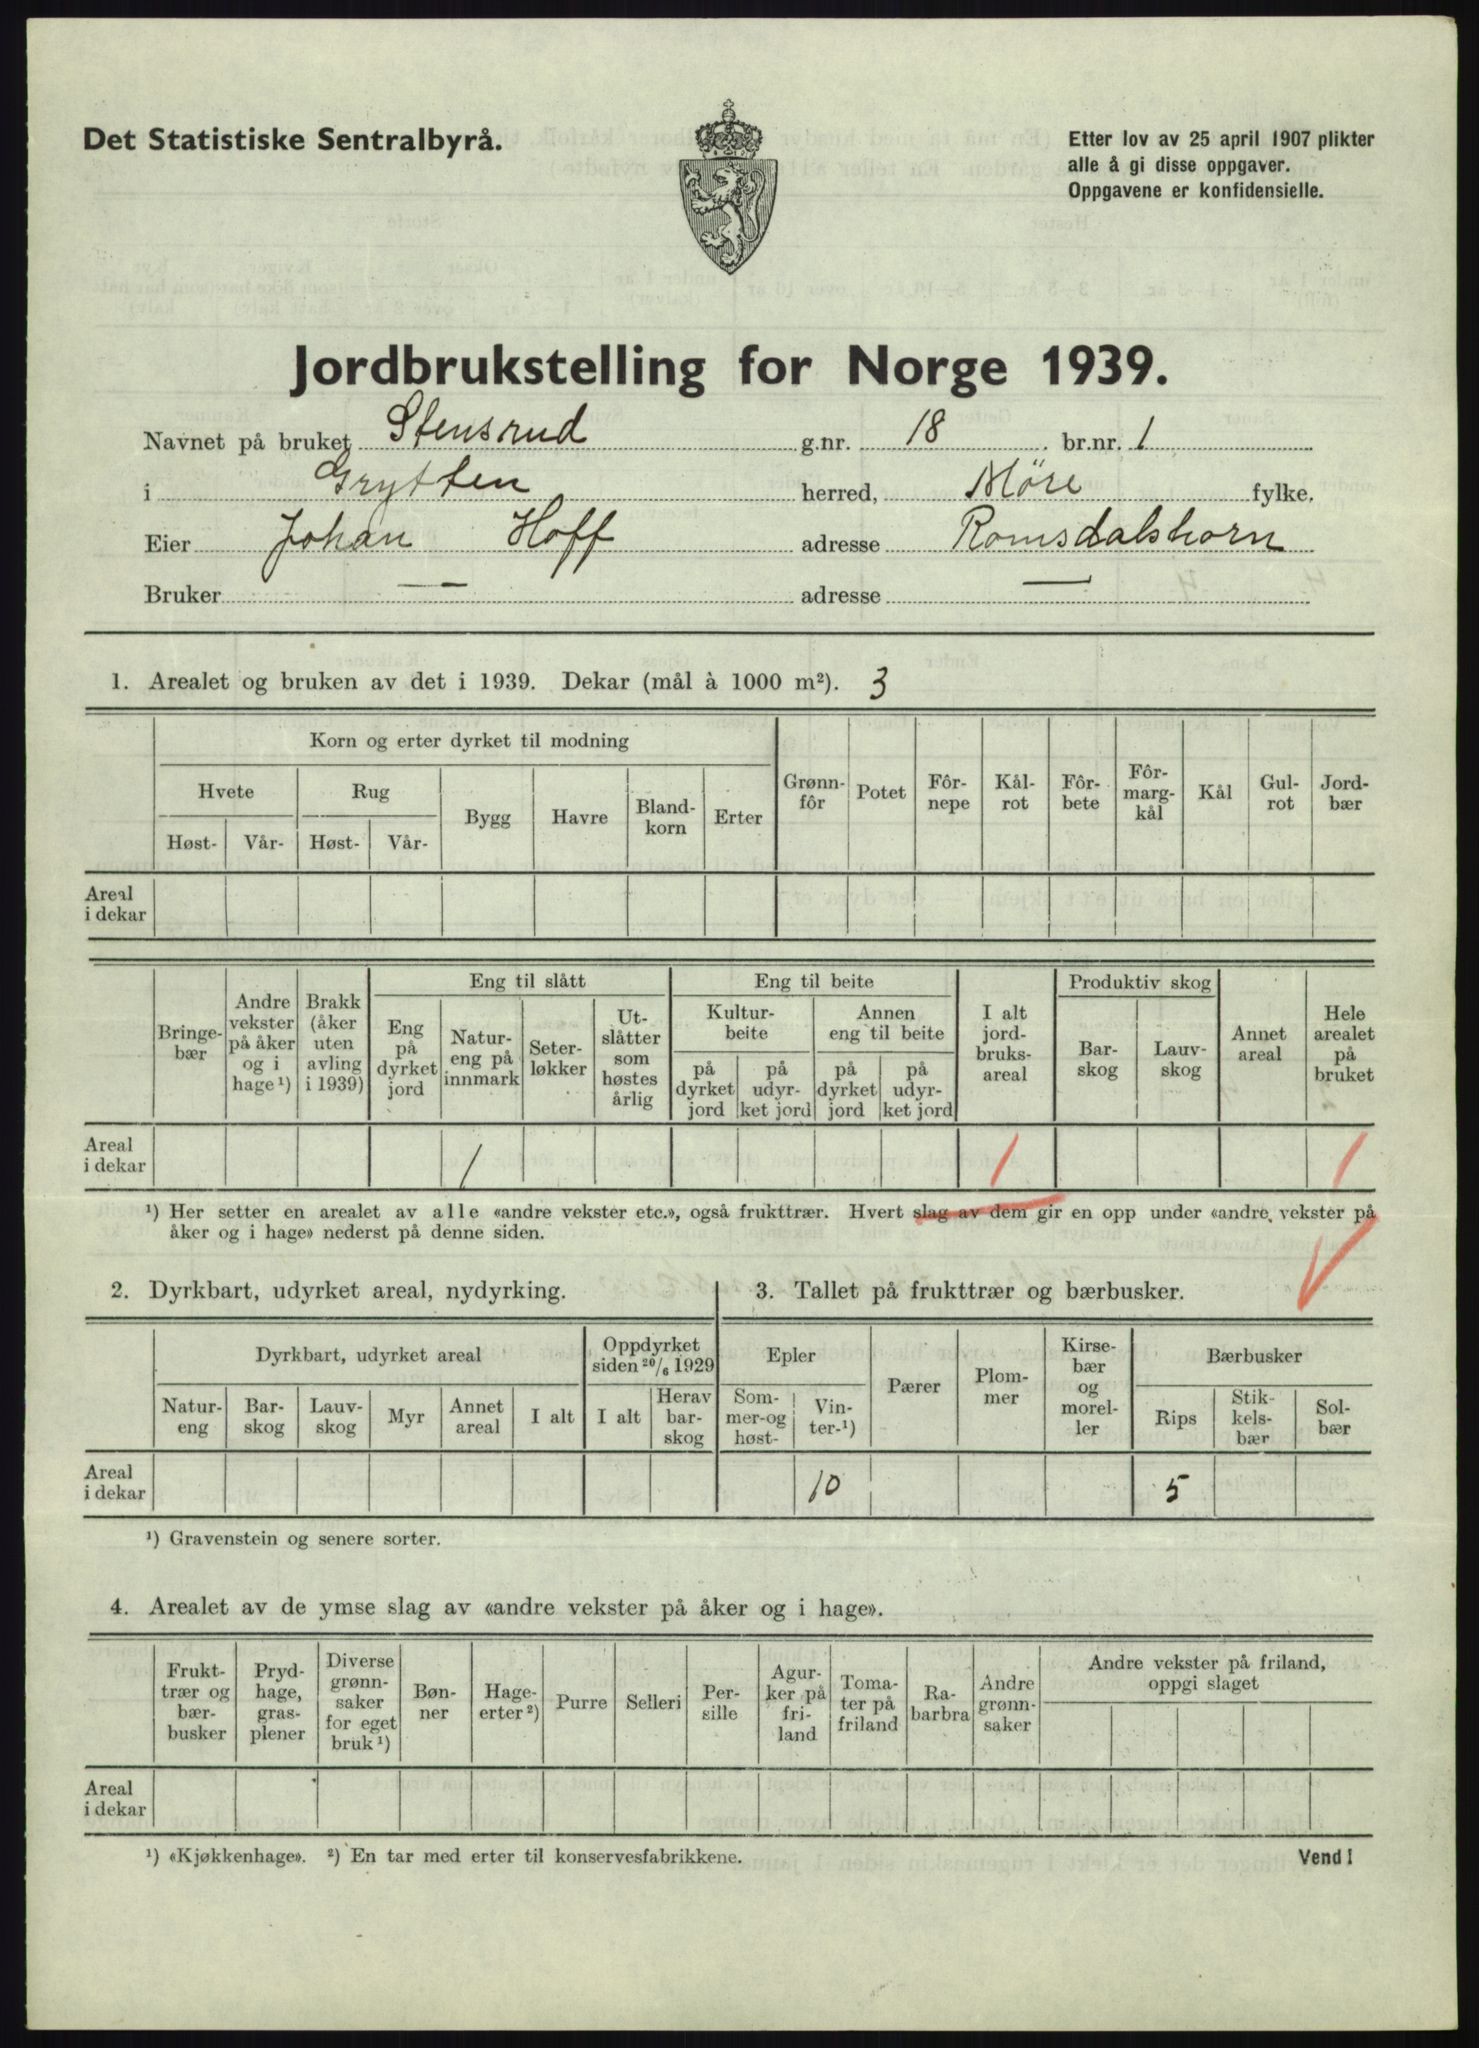 Det Statistiske Sentralbyrå.
Etter lov av 25 april 1907 plikter
alle å gi disse oppgaver.
Oppgavene er konfidensielle.
Jordbrukstelling for Norge 1939.
Navnet på bruket Stensrud g.nr. 18 br.nr. 1
i Grytten herred, Möre fylke.
Eier Johan Hoff adresse Romsdalshorn
Bruker — adresse —
1. Arealet og bruken av det i 1939. Dekar (mål à 1000 m²). 3
Korn og erter dyrket til modning
Hvete Rug Bygg Havre Bland-korn Erter Grønn-fôr Potet Fôr-nepe Kål-rot Fôr-bete Fôr-marg-kål Kål Gul-rot Jord-bær
Høst- Vår- Høst- Vår-
Areal
i dekar
Eng til slått Eng til beite Produktiv skog
Bringe-bær Andre vekster på åker og i hage¹) Brakk (åker uten avling i 1939) Eng på dyrket jord Natur-eng på innmark Seter-løkker Ut-slåtter som høstes årlig Kultur-beite Annen eng til beite I alt jord-bruks-areal Bar-skog Lauv-skog Annet areal Hele arealet på bruket
på dyrket jord på udyr-ket jord på dyrket jord på udyr-ket jord
Areal
i dekar 1 1 1
¹) Her setter en arealet av alle «andre vekster etc.», også frukttrær. Hvert slag av dem gir en opp under «andre vekster på
åker og i hage» nederst på denne siden.
2. Dyrkbart, udyrket areal, nydyrking. 3. Tallet på frukttrær og bærbusker.
Dyrkbart, udyrket areal Oppdyrket siden ²⁰/₆ 1929 Epler Pærer Plom-mer Kirse-bær og morel-ler Bærbusker
Natur-eng Bar-skog Lauv-skog Myr Annet areal I alt I alt Herav bar-skog Som-mer-og høst- Vin-ter-¹) Rips Stik-kels-bær Sol-bær
Areal
i dekar 10 5
¹) Gravenstein og senere sorter.
4. Arealet av de ymse slag av «andre vekster på åker og i hage».
Frukt-trær og bær-busker Pryd-hage, gras-plener Diverse grønn-saker for eget bruk¹) Bøn-ner Hage-erter²) Purre Selleri Per-sille Agur-ker på fri-land Toma-ter på friland Ra-barbra Andre grønn-saker Andre vekster på friland, oppgi slaget
Areal
i dekar
¹) «Kjøkkenhage». ²) En tar med erter til konservesfabrikkene.
Vend!